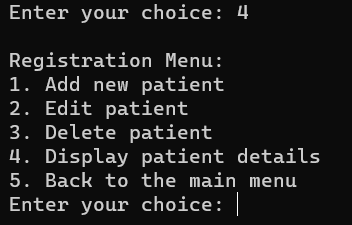 Enter your choice: 4
Registration Menu:
1. Add new patient
2. Edit patient
3. Delete patient
4. Display patient details
5. Back to the main menu
Enter your choice: